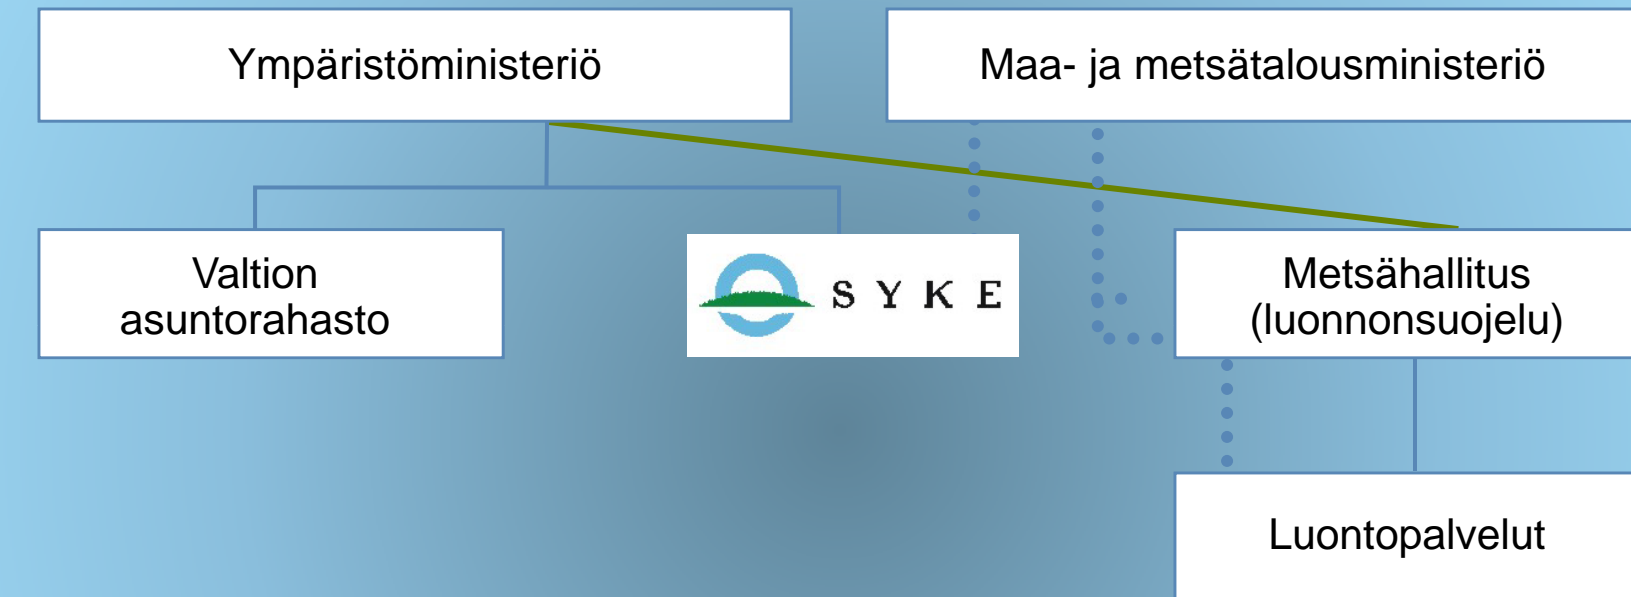 Ympäristöministeriö
Maa- ja metsätalousministeriö
Valtion
asuntorahasto
SYKE
Metsähallitus
(luonnonsuojelu)
Luontopalvelut